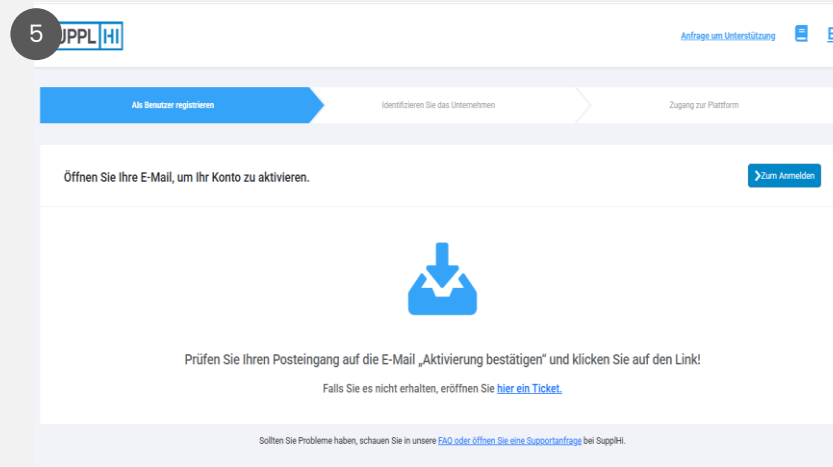 5
UPPL HI
Anfrage um Unterstützung
Als Benutzer registrieren
Identifizieren Sie das Unternehmen
Zugang zur Plattform
Öffnen Sie Ihre E-Mail, um Ihr Konto zu aktivieren.
Zum Anmelden
Prüfen Sie Ihren Posteingang auf die E-Mail „Aktivierung bestätigen“ und klicken Sie auf den Link!
Falls Sie es nicht erhalten, eröffnen Sie hier ein Ticket.
Sollten Sie Probleme haben, schauen Sie in unsere FAQ oder öffnen Sie eine Supportanfrage bei SupplHi.